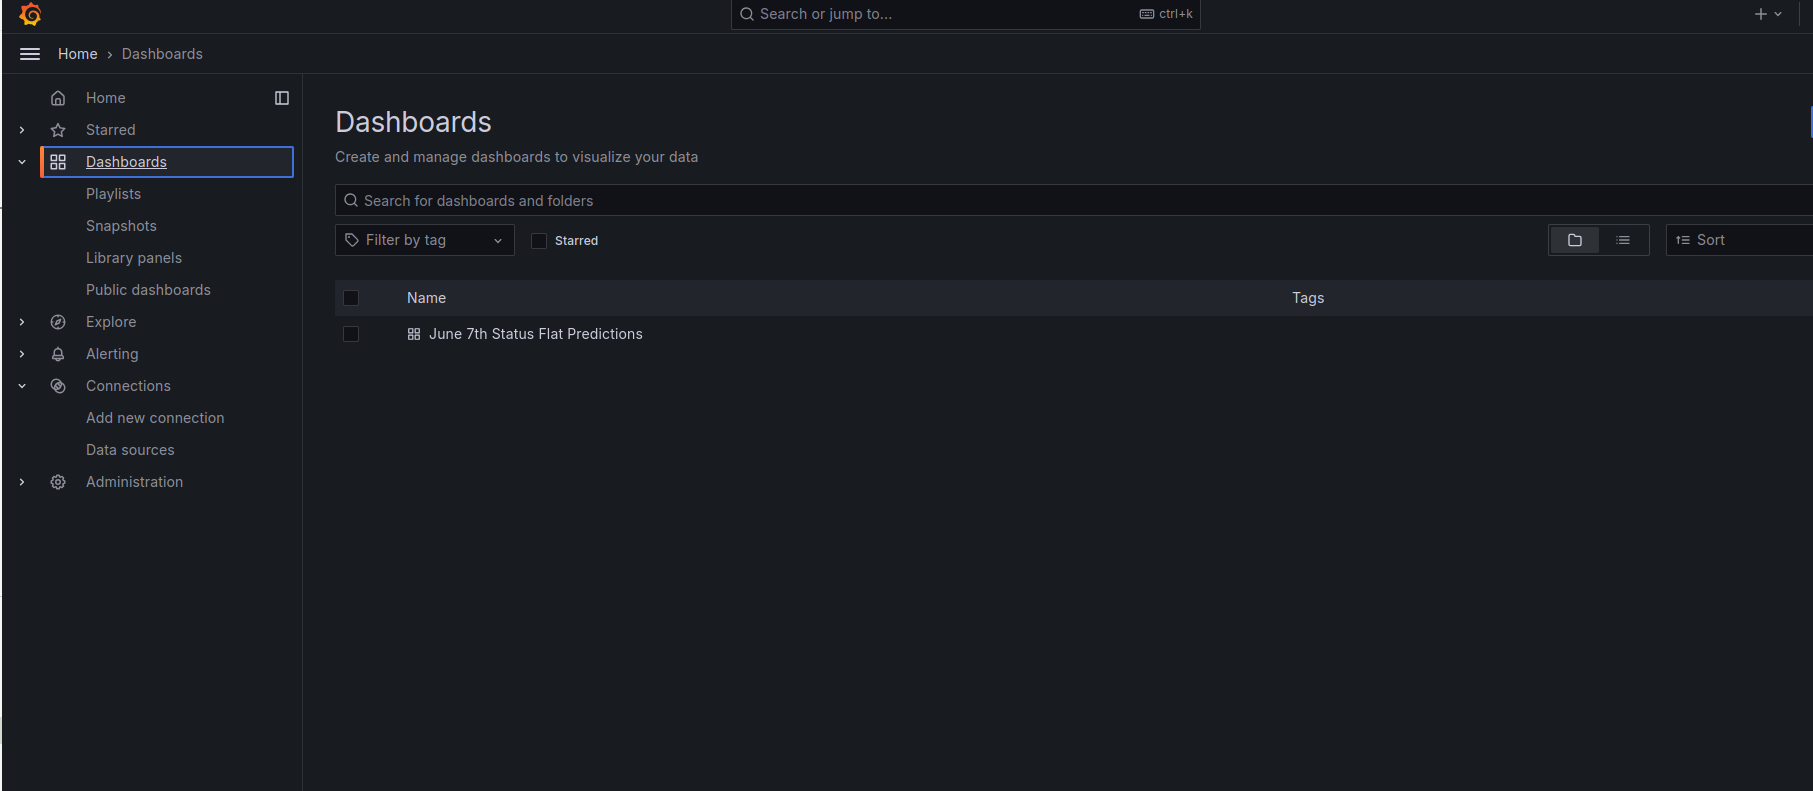 Search or jump to...
ctrl+k
Home
Dashboards
Home
Starred
Dashboards
Playlists
Snapshots
Library panels
Public dashboards
Explore
Alerting
Connections
Add new connection
Data sources
Administration
Dashboards
Create and manage dashboards to visualize your data
Search for dashboards and folders
Filter by tag
Starred
Sort
Name
Tags
June 7th Status Flat Predictions